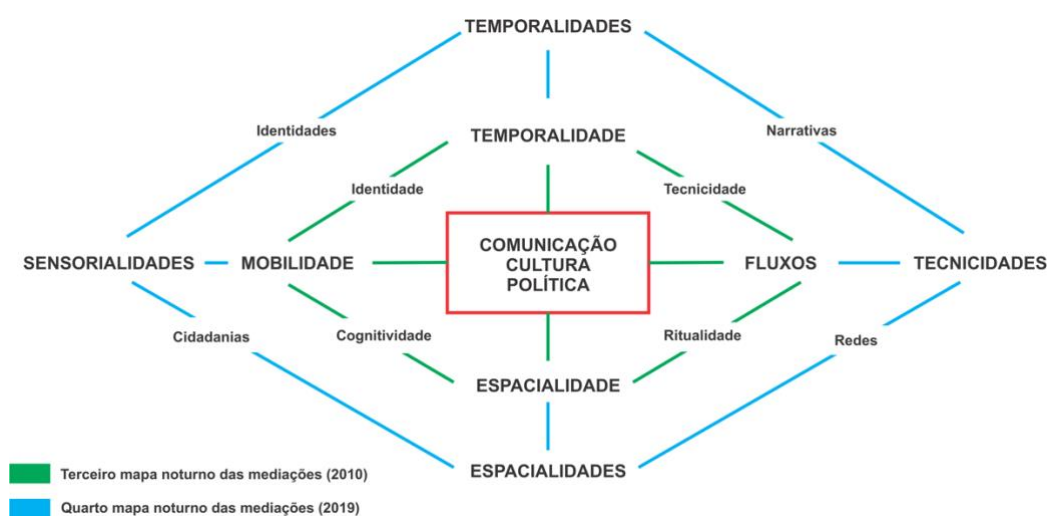 TEMPORALIDADES
Identidades
Narrativas
TEMPORALIDADE
Identidade
Tecnicidade
SENSORIALIDADES
MOBILIDADE
COMUNICAÇÃO
CULTURA
POLÍTICA
FLUXOS
TECNICIDADES
Cidadanias
Cognitividade
Ritualidade
Redes
ESPACIALIDADE
ESPACIALIDADES
Terceiro mapa noturno das mediações (2010)
Quarto mapa noturno das mediações (2019)